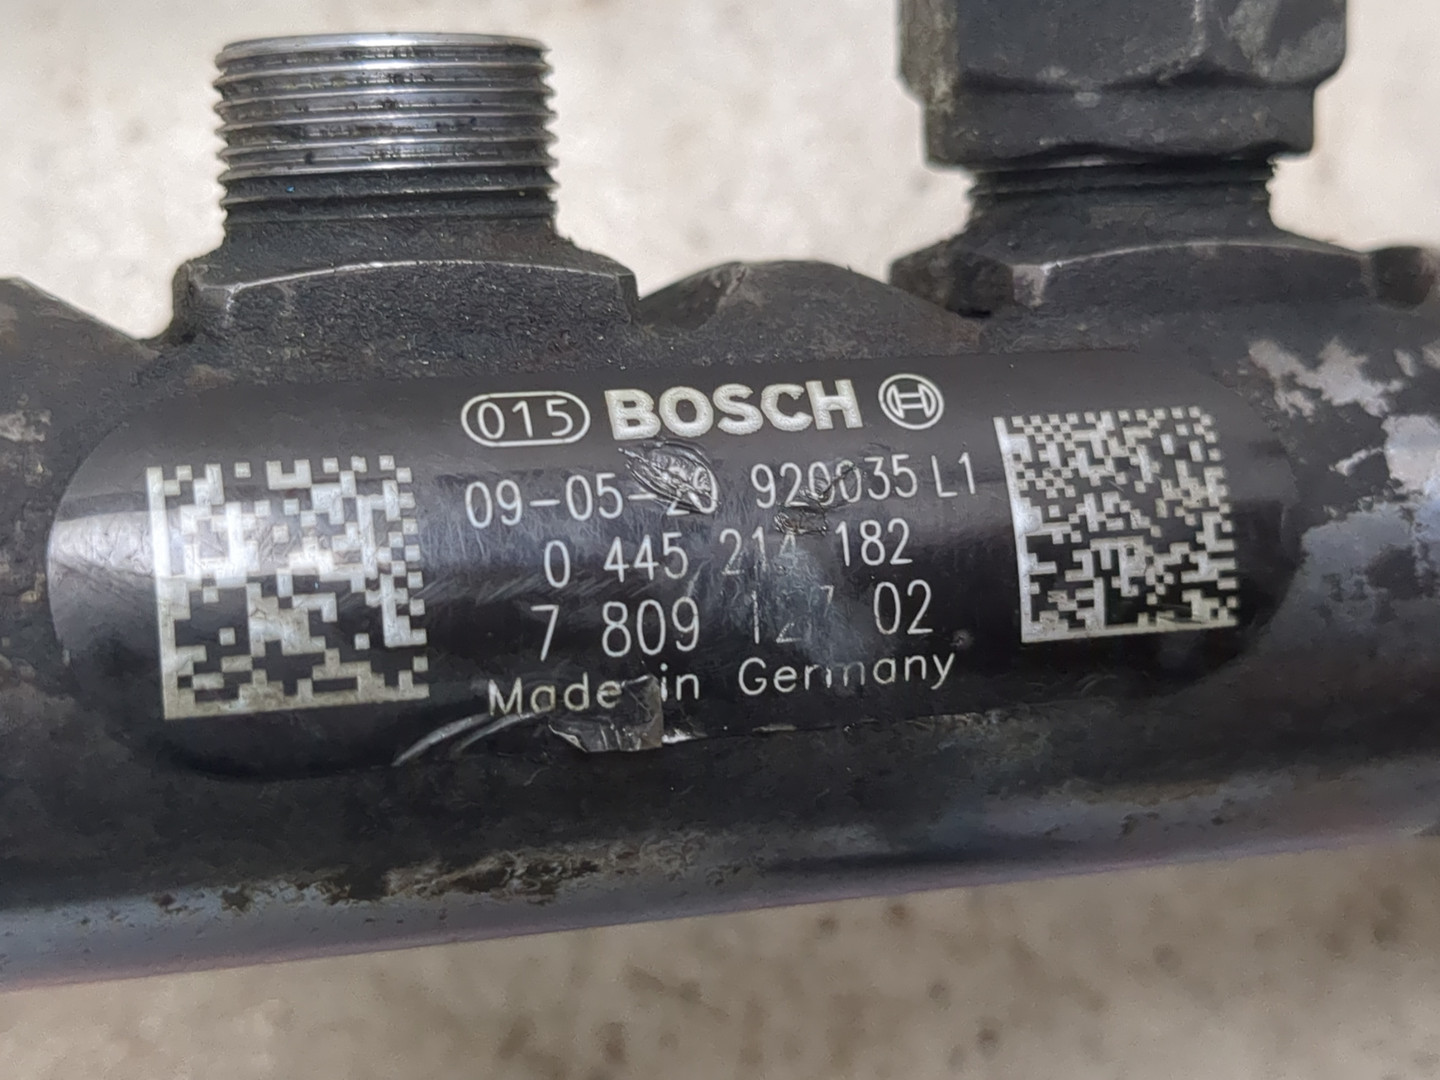 015 BOSCH
09-05- 920035 L1
0 445 214 182
7 809 02
Made in Germany